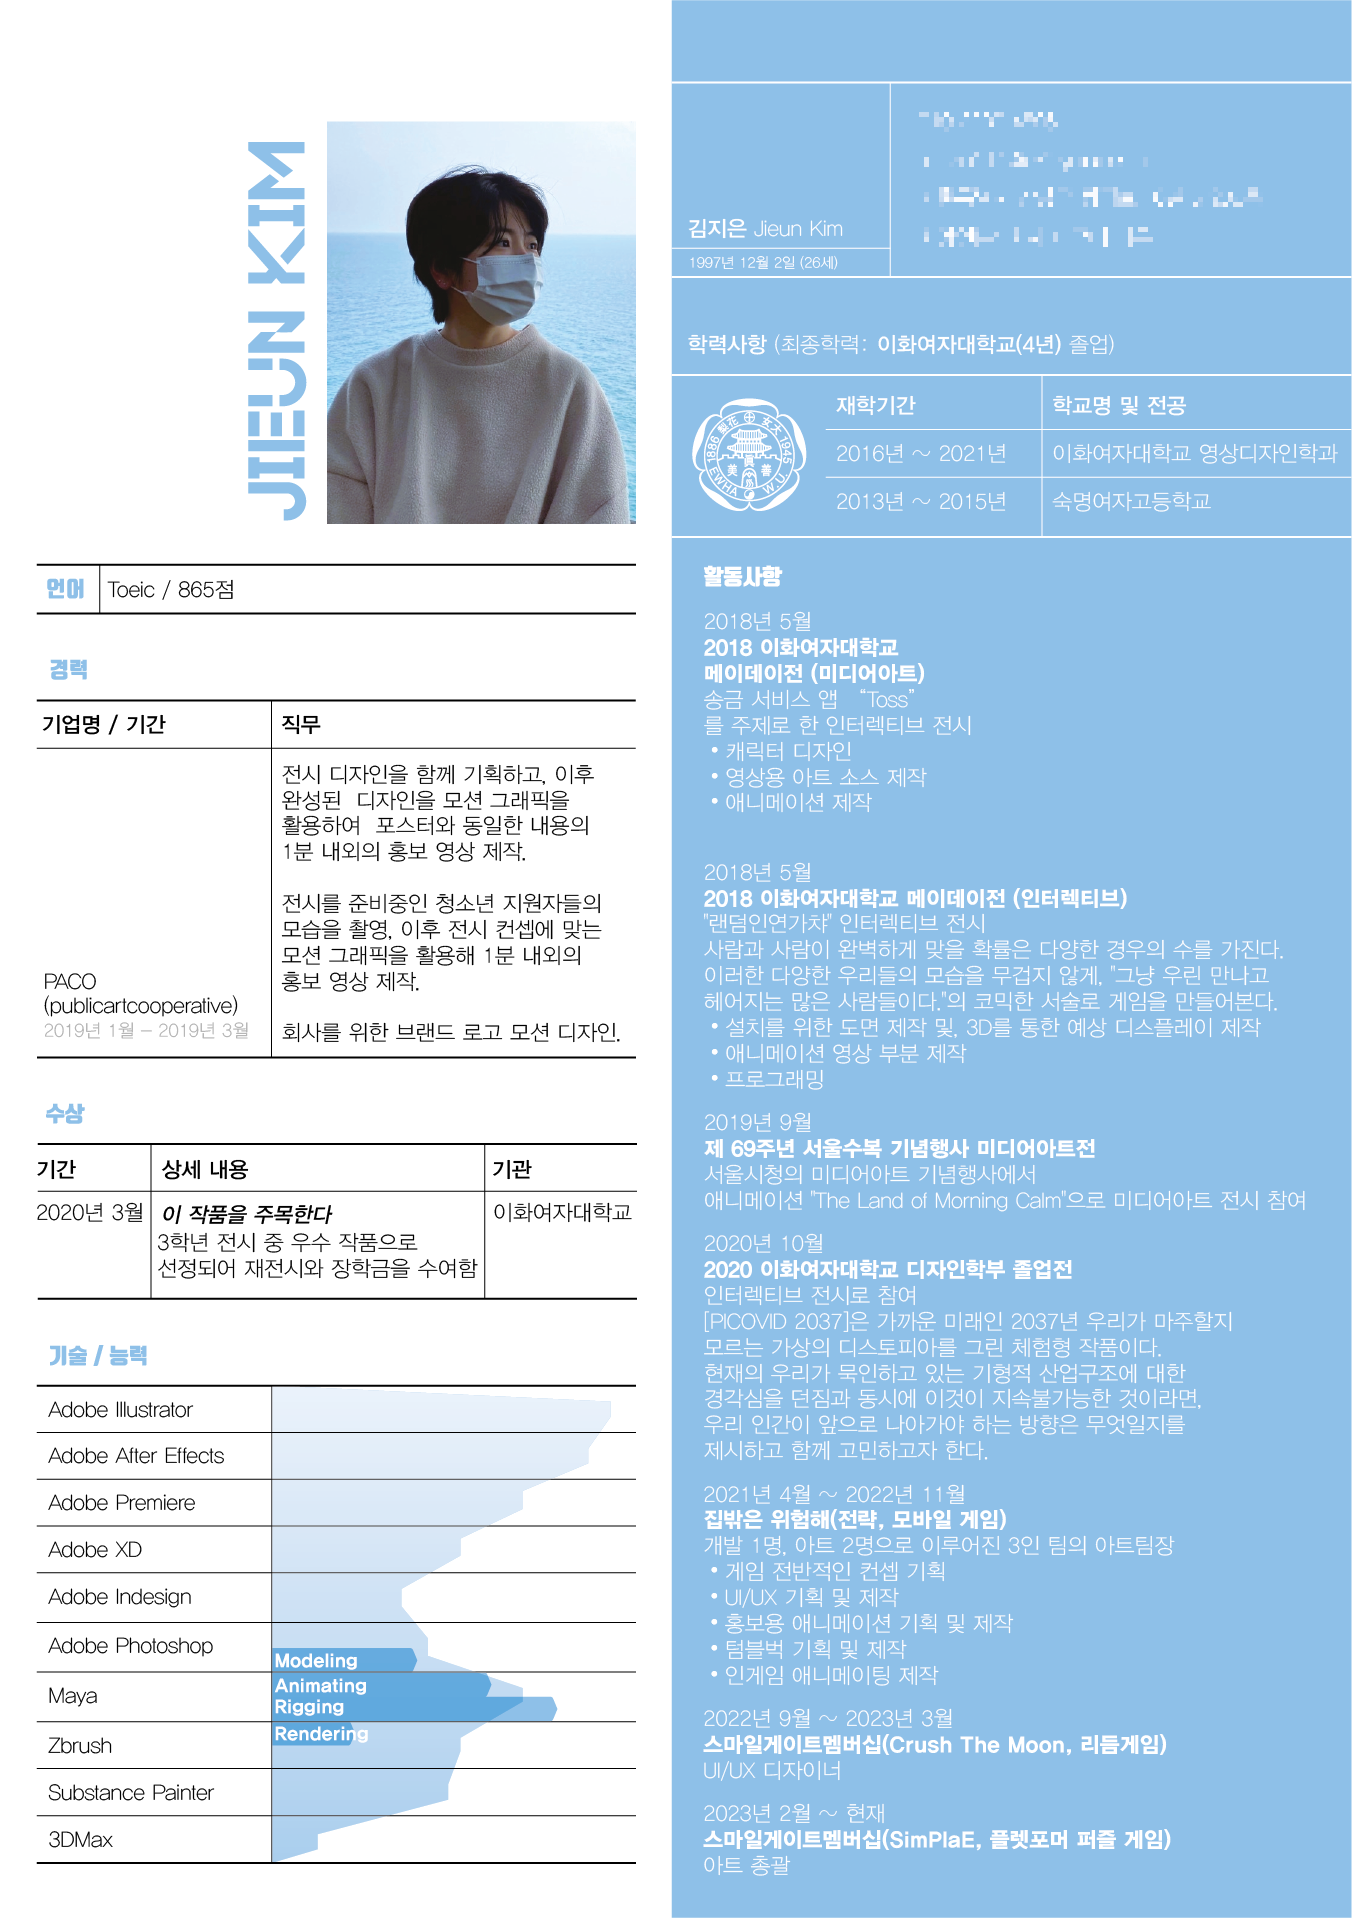 JIEUN KIM
언어
Toeic / 865점
경력
기업명 / 기간
직무
PACO
(publicartcooperative)
2019년 1월 – 2019년 3월
전시 디자인을 함께 기획하고, 이후
완성된 디자인을 모션 그래픽을
활용하여 포스터와 동일한 내용의
1분 내외의 홍보 영상 제작.
전시를 준비중인 청소년 지원자들의
모습을 촬영, 이후 전시 컨셉에 맞는
모션 그래픽을 활용해 1분 내외의
홍보 영상 제작.
회사를 위한 브랜드 로고 모션 디자인.
수상
기간
상세 내용
기관
2020년 3월
이 작품을 주목한다
3학년 전시 중 우수 작품으로
선정되어 재전시와 장학금을 수여함
이화여자대학교
기술 / 능력
Adobe Illustrator
Adobe After Effects
Adobe Premiere
Adobe XD
Adobe Indesign
Adobe Photoshop
Modeling
Maya
Animating
Rigging
Zbrush
Rendering
Substance Painter
3DMax
김지은 Jieun Kim
1997년 12월 2일 (26세)
학력사항 (최종학력: 이화여자대학교(4년) 졸업)
梨花 女大
1886 1945
美 眞 善
EWHA W.U.
재학기간
학교명 및 전공
2016년 ~ 2021년
이화여자대학교 영상디자인학과
2013년 ~ 2015년
숙명여자고등학교
활동사항
2018년 5월
2018 이화여자대학교
메이데이전 (미디어아트)
송금 서비스 앱 “Toss”
를 주제로 한 인터렉티브 전시
• 캐릭터 디자인
• 영상용 아트 소스 제작
• 애니메이션 제작
2018년 5월
2018 이화여자대학교 메이데이전 (인터렉티브)
"랜덤인연가챠" 인터렉티브 전시
사람과 사람이 완벽하게 맞을 확률은 다양한 경우의 수를 가진다.
이러한 다양한 우리들의 모습을 무겁지 않게, "그냥 우린 만나고
헤어지는 많은 사람들이다."의 코믹한 서술로 게임을 만들어본다.
• 설치를 위한 도면 제작 및, 3D를 통한 예상 디스플레이 제작
• 애니메이션 영상 부분 제작
• 프로그래밍
2019년 9월
제 69주년 서울수복 기념행사 미디어아트전
서울시청의 미디어아트 기념행사에서
애니메이션 "The Land of Morning Calm"으로 미디어아트 전시 참여
2020년 10월
2020 이화여자대학교 디자인학부 졸업전
인터렉티브 전시로 참여
[PICOVID 2037]은 가까운 미래인 2037년 우리가 마주할지
모르는 가상의 디스토피아를 그린 체험형 작품이다.
현재의 우리가 묵인하고 있는 기형적 산업구조에 대한
경각심을 던짐과 동시에 이것이 지속불가능한 것이라면,
우리 인간이 앞으로 나아가야 하는 방향은 무엇일지를
제시하고 함께 고민하고자 한다.
2021년 4월 ~ 2022년 11월
집밖은 위험해(전략, 모바일 게임)
개발 1명, 아트 2명으로 이루어진 3인 팀의 아트팀장
• 게임 전반적인 컨셉 기획
• UI/UX 기획 및 제작
• 홍보용 애니메이션 기획 및 제작
• 텀블벅 기획 및 제작
• 인게임 애니메이팅 제작
2022년 9월 ~ 2023년 3월
스마일게이트멤버십(Crush The Moon, 리듬게임)
UI/UX 디자이너
2023년 2월 ~ 현재
스마일게이트멤버십(SimPlaE, 플렛포머 퍼즐 게임)
아트 총괄